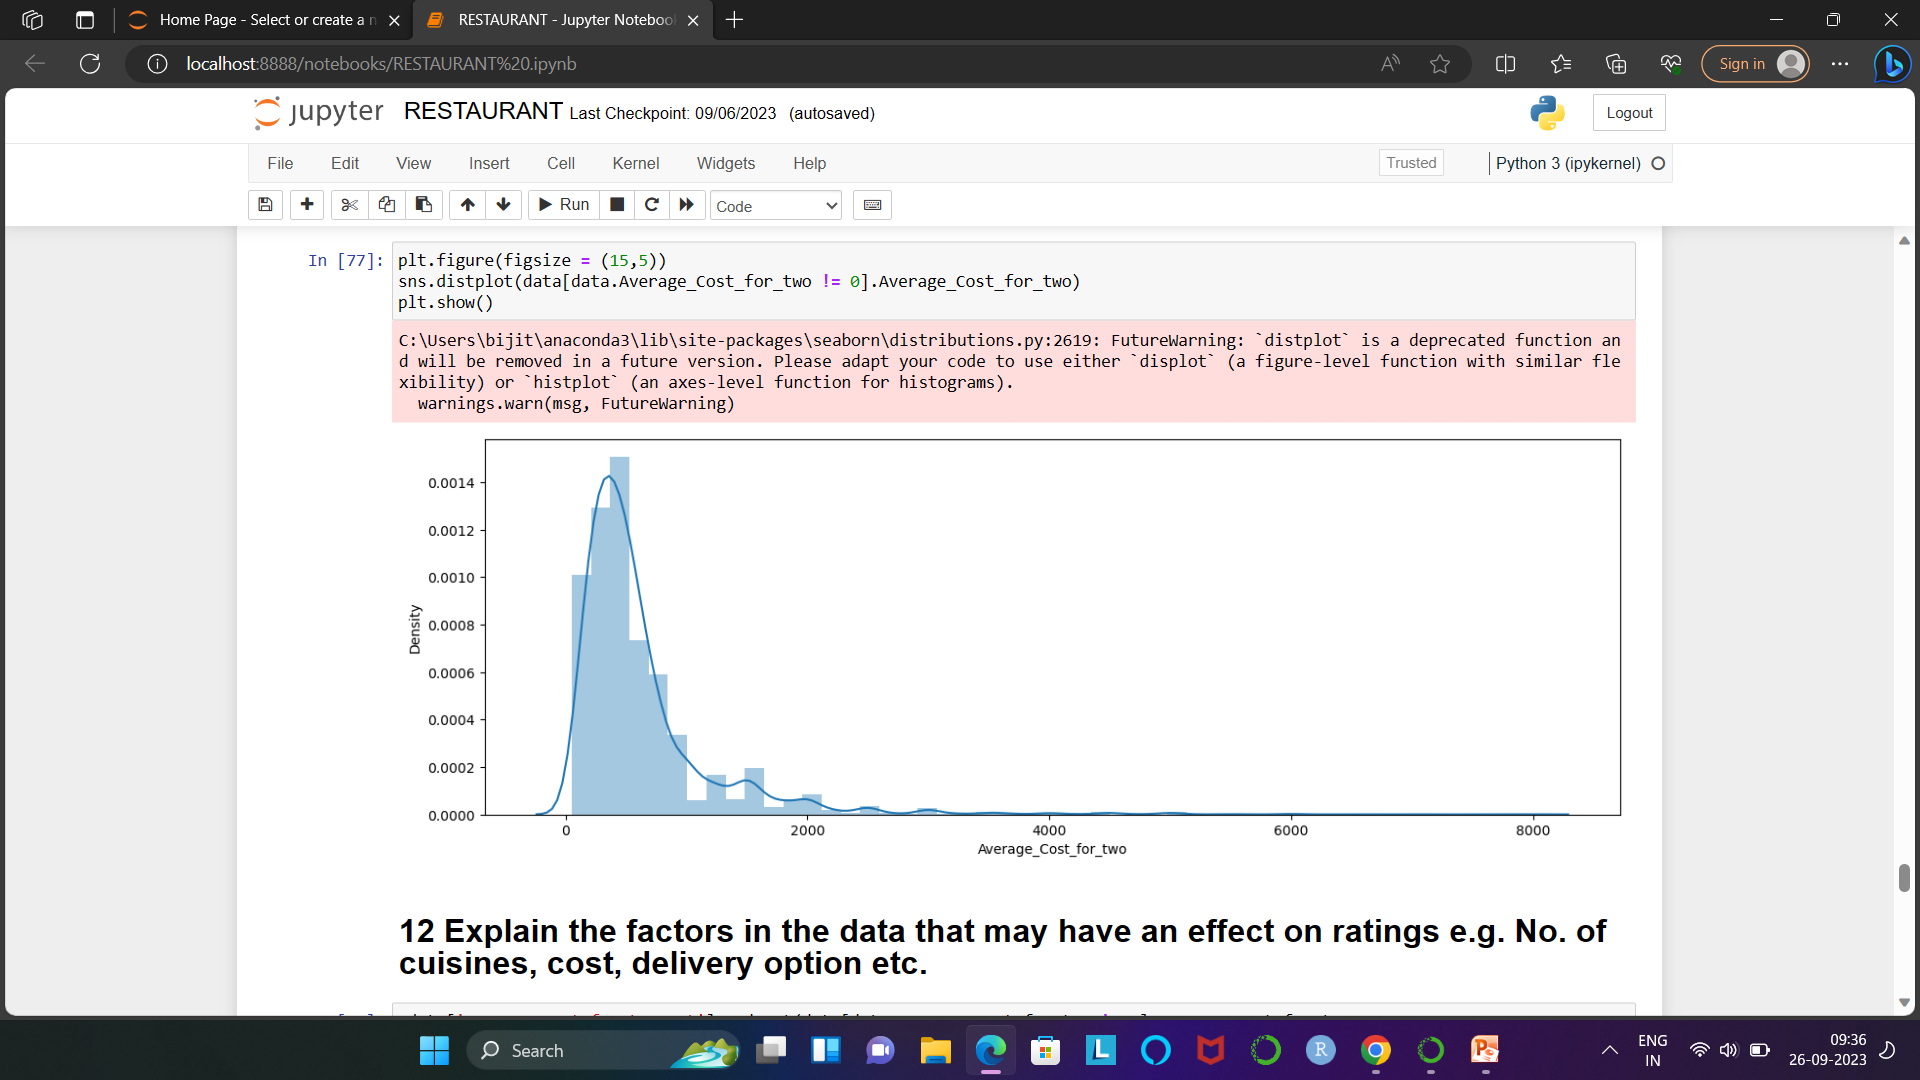 Home Page - Select or create a n
RESTAURANT - Jupyter Notebook
localhost:8888/notebooks/RESTAURANT%20.ipynb
Sign in
jupyter RESTAURANT Last Checkpoint: 09/06/2023 (autosaved)
Logout
File Edit View Insert Cell Kernel Widgets Help
Trusted
Python 3 (ipykernel)
Run
Code
In [77]: plt.figure(figsize = (15,5))
sns.distplot(data[data.Average_Cost_for_two != 0].Average_Cost_for_two)
plt.show()
C:\Users\bijit\anaconda3\lib\site-packages\seaborn\distributions.py:2619: FutureWarning: `distplot` is a deprecated function an
d will be removed in a future version. Please adapt your code to use either `displot` (a figure-level function with similar fle
xibility) or `histplot` (an axes-level function for histograms).
warnings.warn(msg, FutureWarning)
0.0014
0.0012
0.0010
0.0008
0.0006
0.0004
0.0002
0.0000
Density
0 2000 4000 6000 8000
Average_Cost_for_two
12 Explain the factors in the data that may have an effect on ratings e.g. No. of
cuisines, cost, delivery option etc.
Search
ENG
IN
09:36
26-09-2023